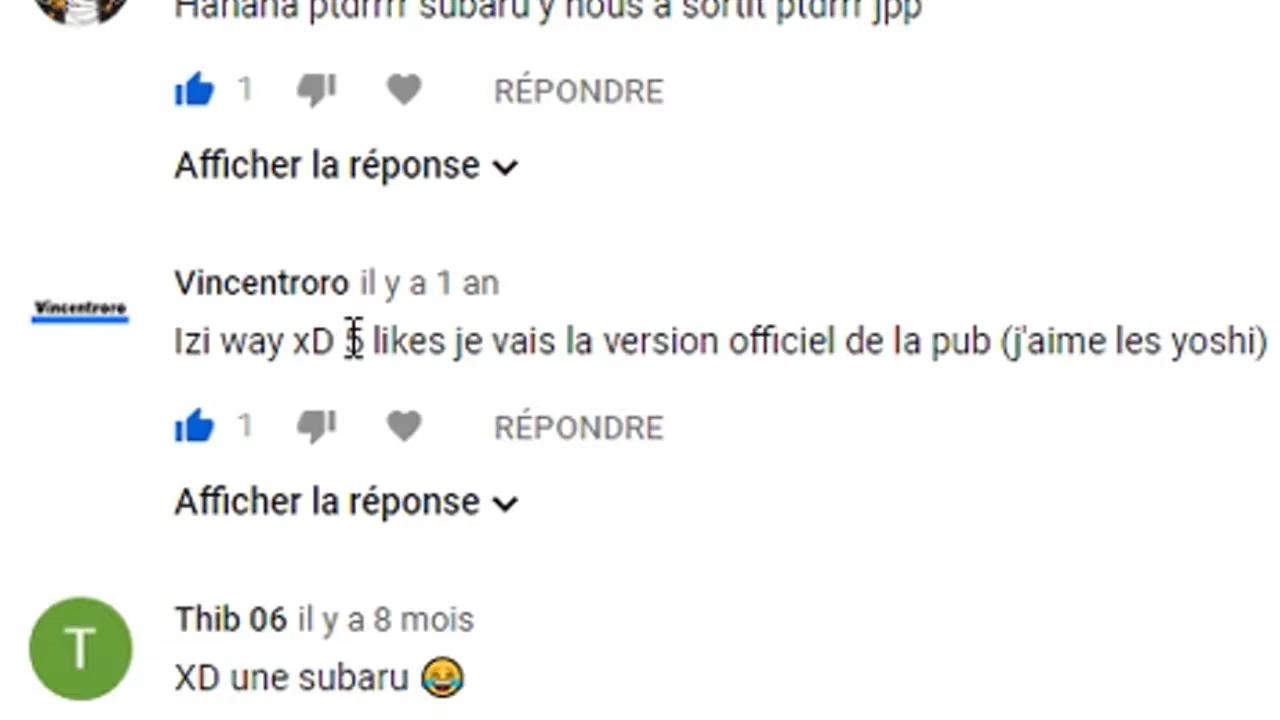 Hahaha ptdrrr subaru y nous a sortit ptdrrr jpp
1 RÉPONDRE
Afficher la réponse
Vincentroro il y a 1 an
Vincentroro
Izi way xD 5 likes je vais la version officiel de la pub (j'aime les yoshi)
1 RÉPONDRE
Afficher la réponse
Thib 06 il y a 8 mois
T
XD une subaru 😂